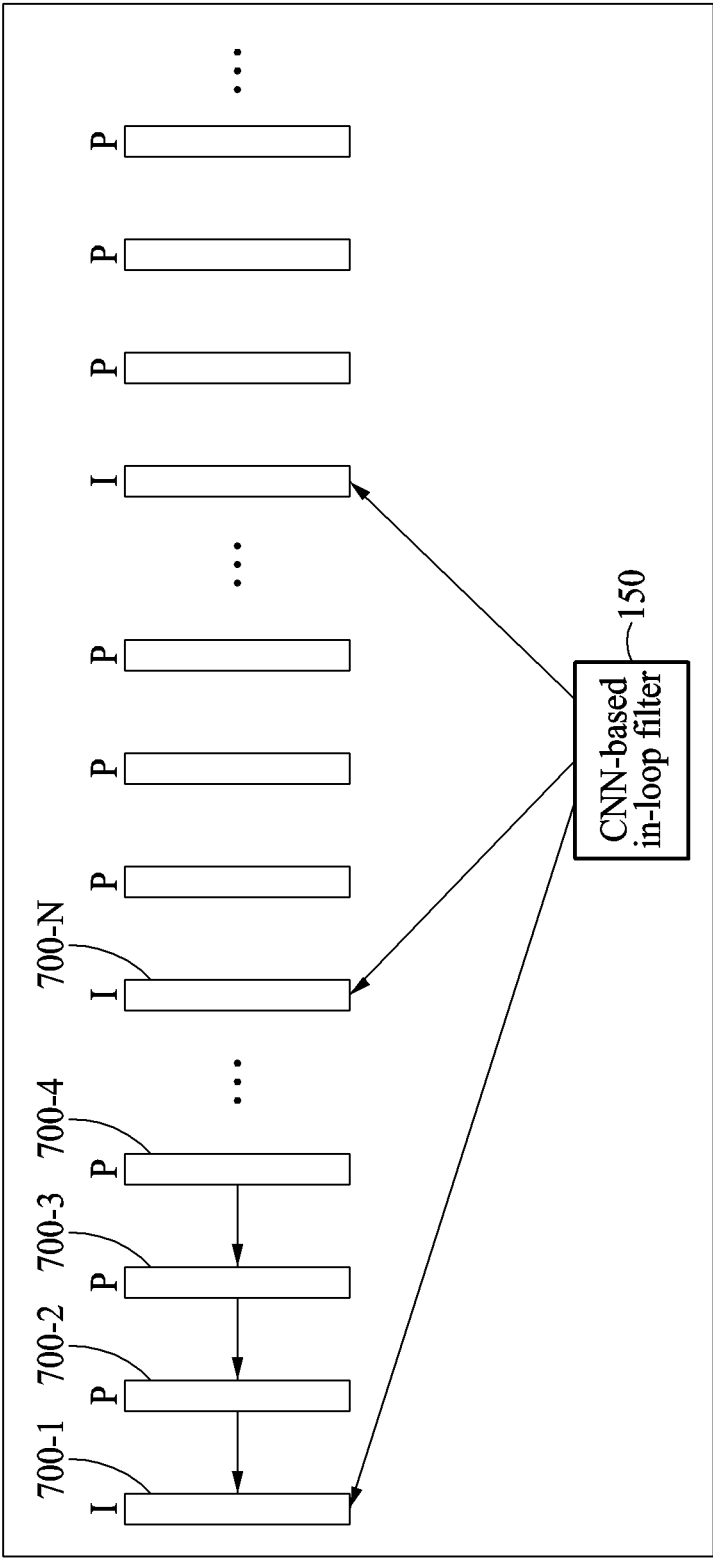 700-1
700-2
700-3
700-4
700-N
I P P P ... I P P P ... I P P P ...
CNN-based
in-loop filter
150